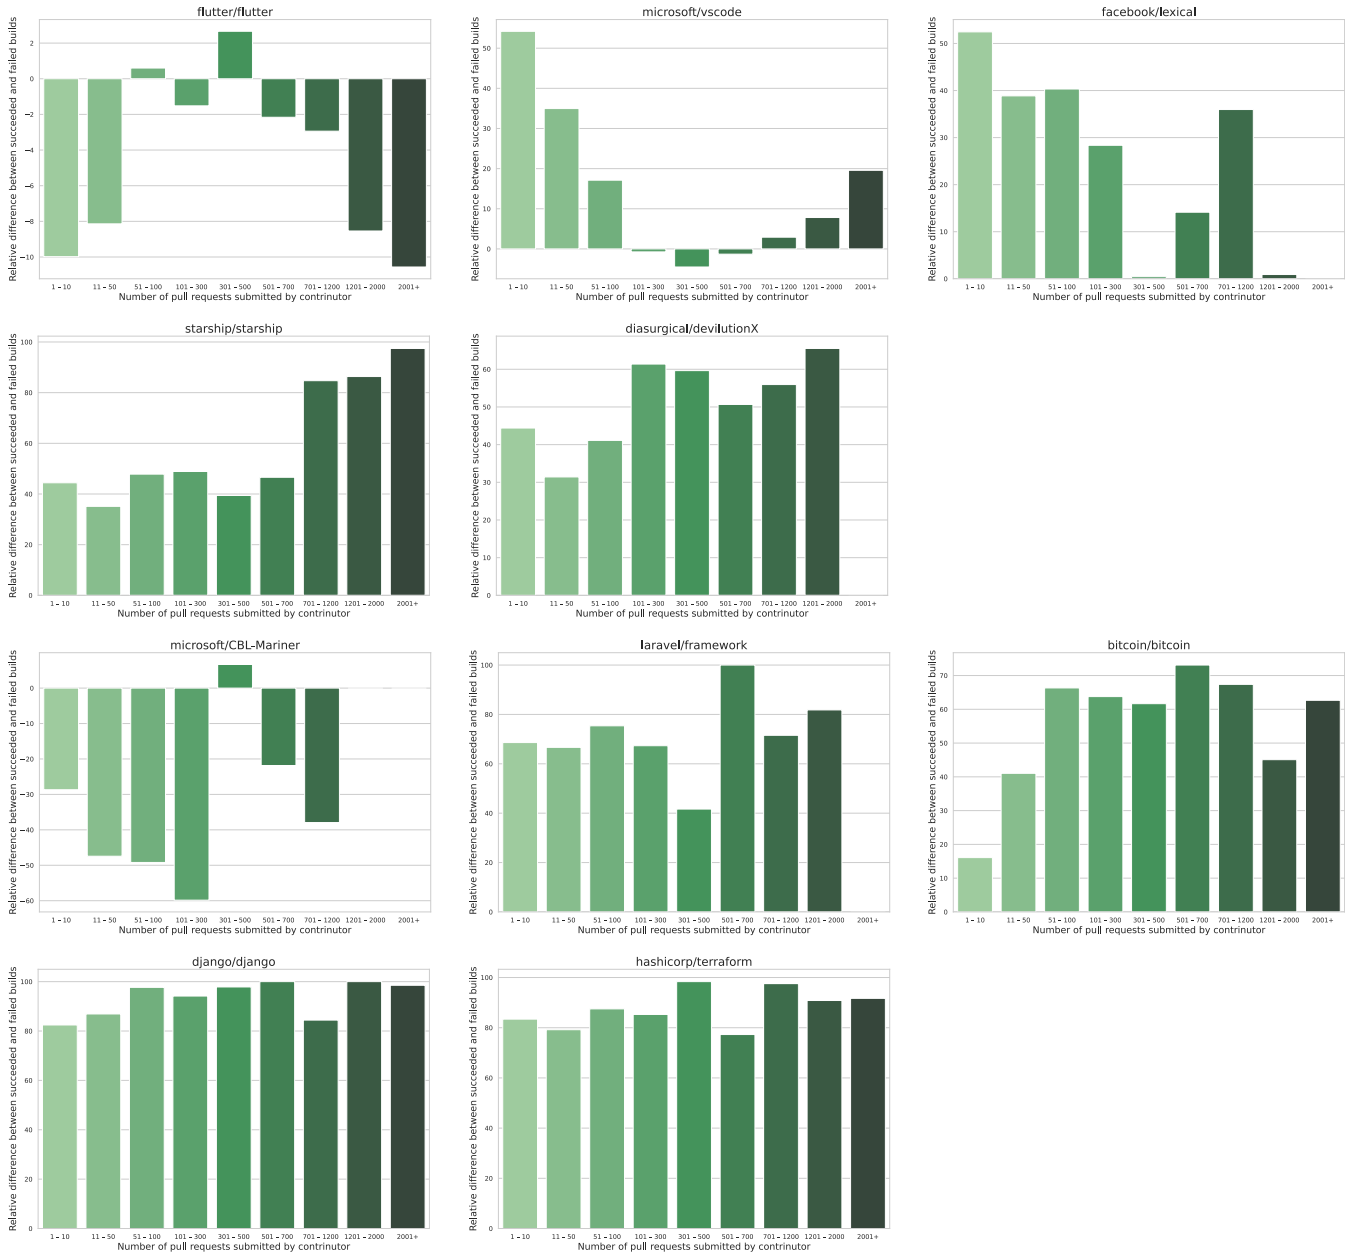 flutter/flutter
Relative difference between succeeded and failed builds
2
0
−2
−4
−6
−8
−10
1 – 10 11 – 50 51 – 100 101 – 300 301 – 500 501 – 700 701 – 1200 1201 – 2000 2001+
Number of pull requests submitted by contrinutor
microsoft/vscode
Relative difference between succeeded and failed builds
50
40
30
20
10
0
1 – 10 11 – 50 51 – 100 101 – 300 301 – 500 501 – 700 701 – 1200 1201 – 2000 2001+
Number of pull requests submitted by contrinutor
facebook/lexical
Relative difference between succeeded and failed builds
50
40
30
20
10
0
1 – 10 11 – 50 51 – 100 101 – 300 301 – 500 501 – 700 701 – 1200 1201 – 2000 2001+
Number of pull requests submitted by contrinutor
starship/starship
Relative difference between succeeded and failed builds
100
80
60
40
20
0
1 – 10 11 – 50 51 – 100 101 – 300 301 – 500 501 – 700 701 – 1200 1201 – 2000 2001+
Number of pull requests submitted by contrinutor
diasurgical/devilutionX
Relative difference between succeeded and failed builds
60
50
40
30
20
10
0
1 – 10 11 – 50 51 – 100 101 – 300 301 – 500 501 – 700 701 – 1200 1201 – 2000 2001+
Number of pull requests submitted by contrinutor
microsoft/CBL-Mariner
Relative difference between succeeded and failed builds
0
−10
−20
−30
−40
−50
−60
1 – 10 11 – 50 51 – 100 101 – 300 301 – 500 501 – 700 701 – 1200 1201 – 2000 2001+
Number of pull requests submitted by contrinutor
laravel/framework
Relative difference between succeeded and failed builds
100
80
60
40
20
0
1 – 10 11 – 50 51 – 100 101 – 300 301 – 500 501 – 700 701 – 1200 1201 – 2000 2001+
Number of pull requests submitted by contrinutor
bitcoin/bitcoin
Relative difference between succeeded and failed builds
70
60
50
40
30
20
10
0
1 – 10 11 – 50 51 – 100 101 – 300 301 – 500 501 – 700 701 – 1200 1201 – 2000 2001+
Number of pull requests submitted by contrinutor
django/django
Relative difference between succeeded and failed builds
100
80
60
40
20
0
1 – 10 11 – 50 51 – 100 101 – 300 301 – 500 501 – 700 701 – 1200 1201 – 2000 2001+
Number of pull requests submitted by contrinutor
hashicorp/terraform
Relative difference between succeeded and failed builds
100
80
60
40
20
0
1 – 10 11 – 50 51 – 100 101 – 300 301 – 500 501 – 700 701 – 1200 1201 – 2000 2001+
Number of pull requests submitted by contrinutor